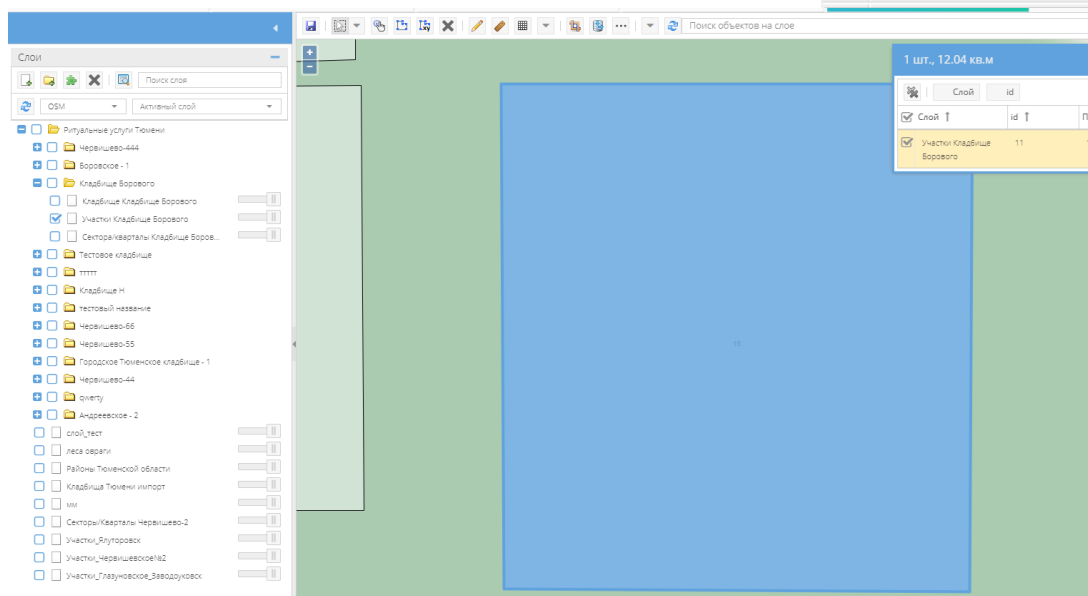 Слои
Поиск слоя
OSM
Активный слой
Ритуальные услуги Тюмени
Червишево-444
Боровское - 1
Кладбище Борового
Кладбище Кладбище Борового
Участки Кладбище Борового
Сектора/кварталы Кладбище Боров...
Тестовое кладбище
ттттт
Кладбище Н
тестовый название
Червишево-66
Червишево-55
Городское Тюменское кладбище - 1
Червишево-44
qwerty
Андреевское - 2
слой_тест
леса овраги
Районы Тюменской области
Кладбища Тюмени импорт
мм
Секторы/Кварталы Червишево-2
Участки_Ялуторовск
Участки_Червишевское№2
Участки_Глазуновское_Заводоуковск
Поиск объектов на слое
1 шт., 12.04 кв.м
Слой id
Слой ↑ id ↑ П
Участки Кладбище 11
Борового